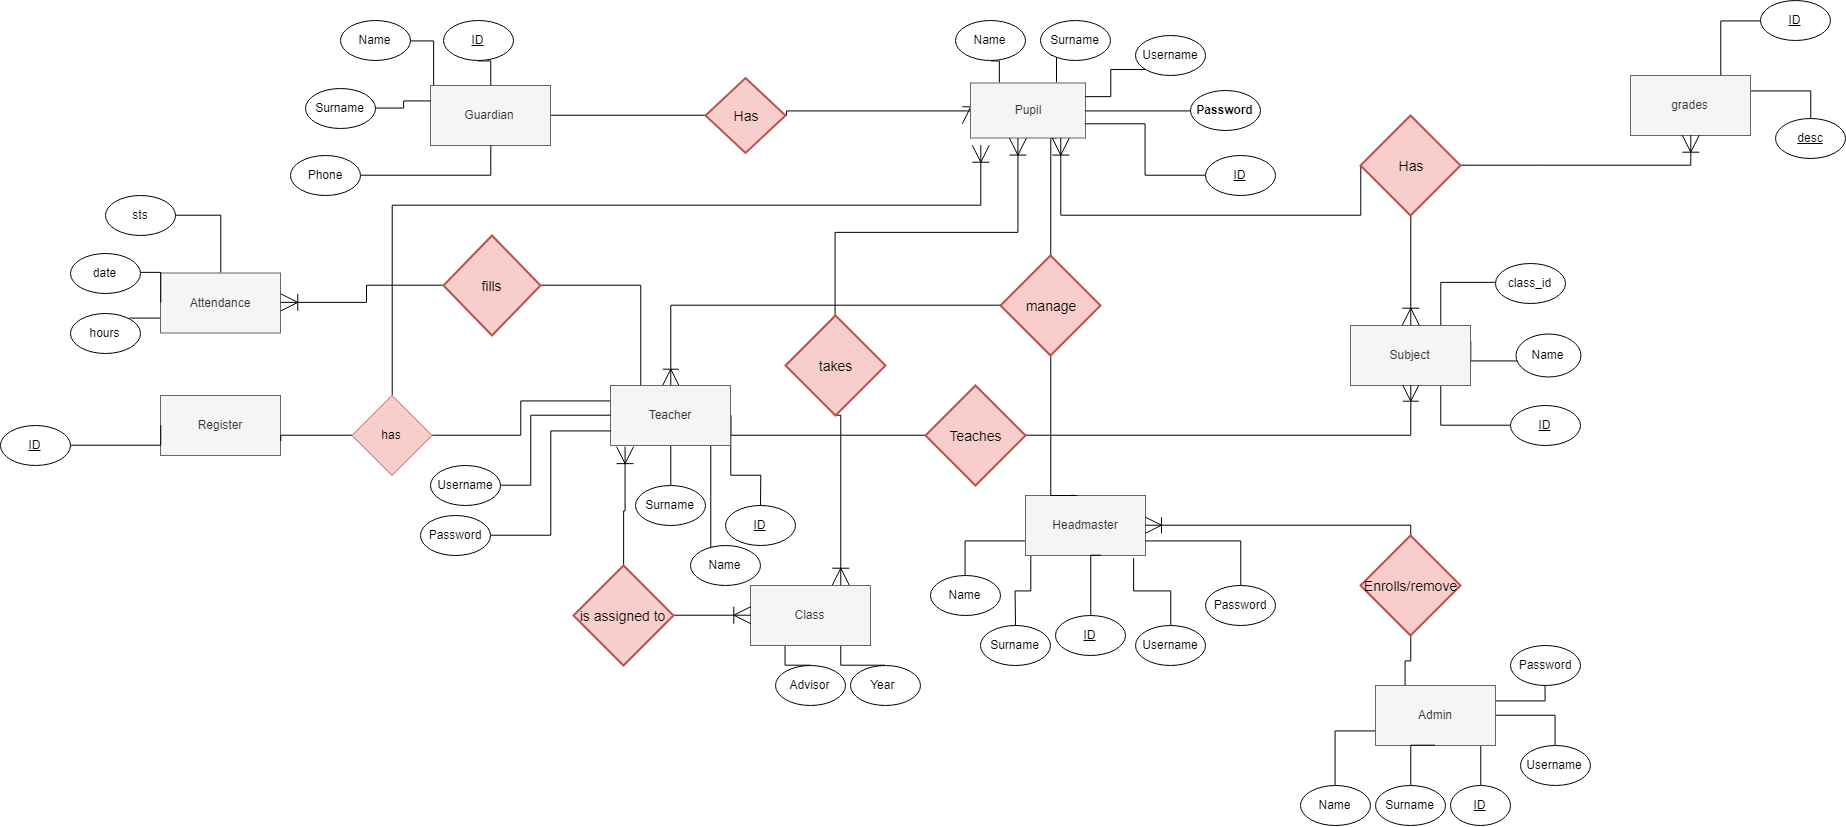 ID
Name
ID
Name
Surname
Username
grades
Surname
Guardian
Has
Pupil
Password
desc
Has
Phone
ID
sts
date
Attendance
fills
manage
class_id
hours
takes
Subject
Name
Register
has
Teacher
Teaches
ID
ID
Username
Surname
ID
Password
Name
Headmaster
Enrolls/remove
Name
Password
is assigned to
Class
Surname
ID
Username
Advisor
Year
Password
Admin
Username
Name
Surname
ID